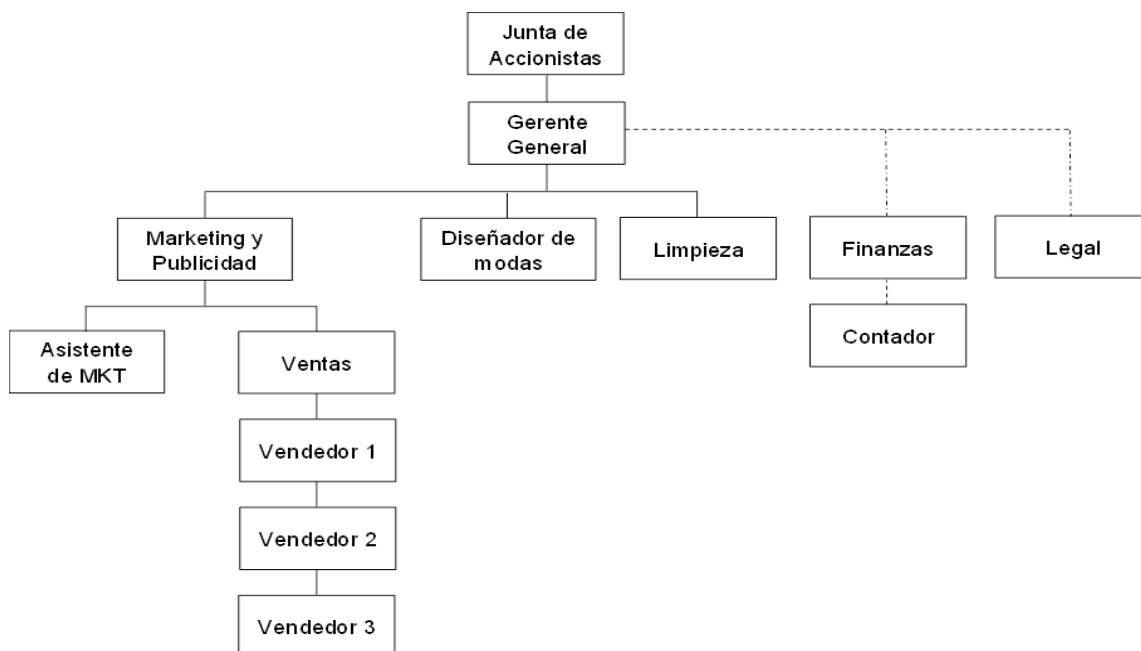 Junta de
Accionistas
Gerente
General
Marketing y
Publicidad
Diseñador de
modas
Limpieza
Finanzas
Legal
Asistente
de MKT
Ventas
Contador
Vendedor 1
Vendedor 2
Vendedor 3